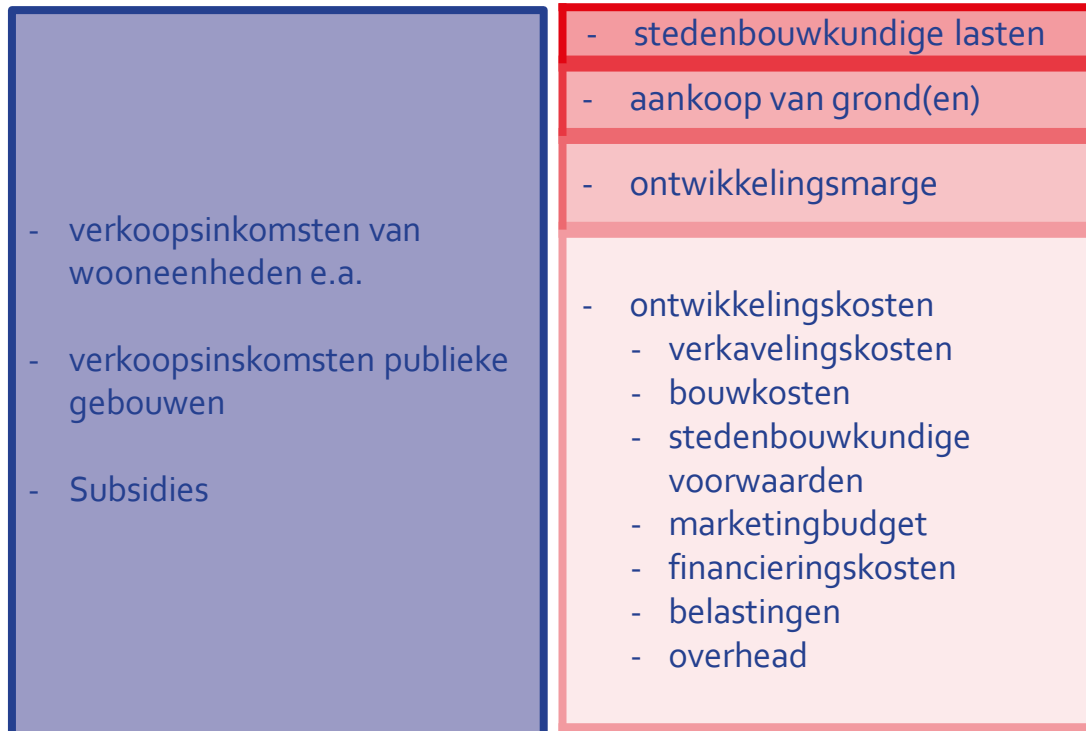 - verkoopsinkomsten van
wooneenheden e.a.
- verkoopsinskomsten publieke
gebouwen
- Subsidies
- stedenbouwkundige lasten
- aankoop van grond(en)
- ontwikkelingsmarge
- ontwikkelingskosten
- verkavelingskosten
- bouwkosten
- stedenbouwkundige
voorwaarden
- marketingbudget
- financieringskosten
- belastingen
- overhead